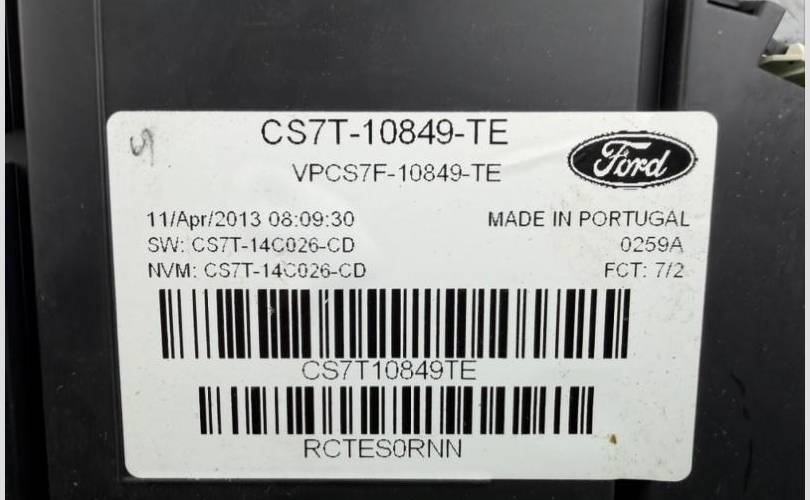 CS7T-10849-TE
Ford
VPCS7F-10849-TE
11/Apr/2013 08:09:30
MADE IN PORTUGAL
SW: CS7T-14C026-CD
0259A
NVM: CS7T-14C026-CD
FCT: 7/2
CS7T10849TE
RCTES0RNN